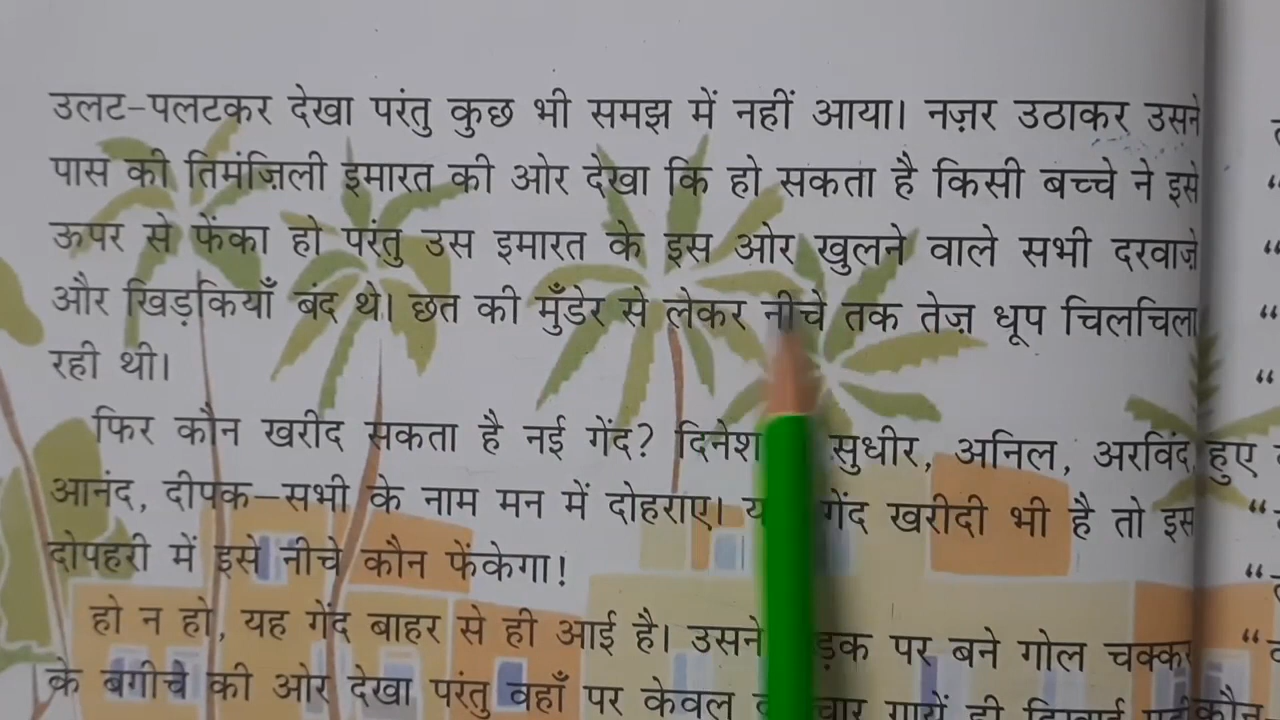 उलट-पलटकर देखा परंतु कुछ भी समझ में नहीं आया। नज़र उठाकर उसने
पास की तिमंज़िली इमारत की ओर देखा कि हो सकता है किसी बच्चे ने इसे
ऊपर से फेंका हो परंतु उस इमारत के इस ओर खुलने वाले सभी दरवाज़े
और खिड़कियाँ बंद थे। छत की मुँडेर से लेकर नीचे तक तेज़ धूप चिलचिला
रही थी।
फिर कौन खरीद सकता है नई गेंद? दिनेश सुधीर, अनिल, अरविंद,
आनंद, दीपक-सभी के नाम मन में दोहराए। गेंद खरीदी भी है तो इस
दोपहरी में इसे नीचे कौन फेंकेगा!
हो न हो, यह गेंद बाहर से ही आई है। उसने पर बने गोल चक्कर
के बगीचे की ओर देखा परंतु वहाँ पर केवल चार गायें ही
हुए
कौन